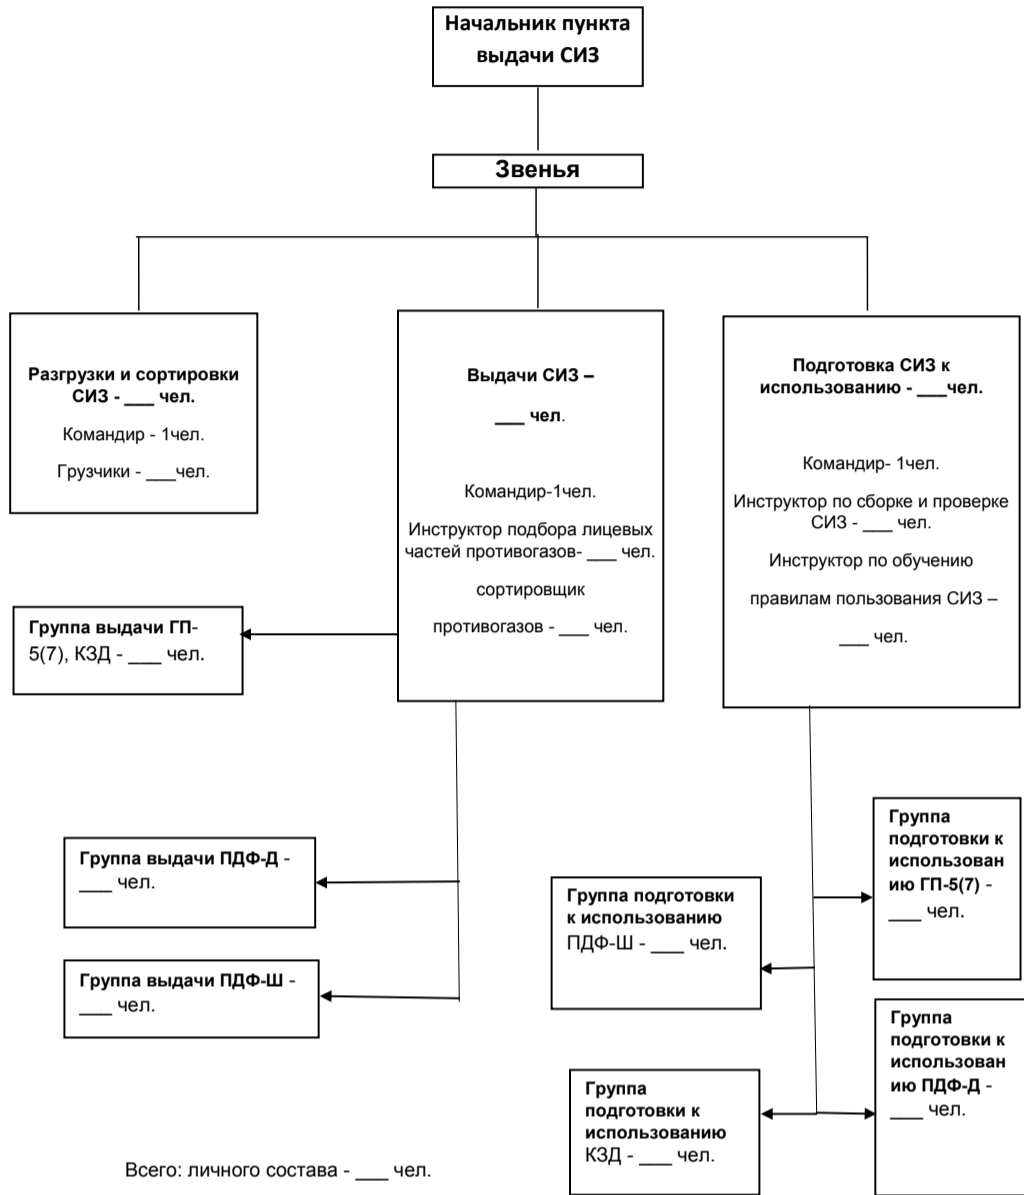 Начальник пункта
выдачи СИЗ
Звенья
Разгрузки и сортировки
СИЗ - ___ чел.
Командир - 1чел.
Грузчики - ___чел.
Выдачи СИЗ –
___ чел.
Командир-1чел.
Инструктор подбора лицевых
частей противогазов- ___ чел.
сортировщик
противогазов - ___ чел.
Подготовка СИЗ к
использованию - ___чел.
Командир- 1чел.
Инструктор по сборке и проверке
СИЗ - ___ чел.
Инструктор по обучению
правилам пользования СИЗ –
___ чел.
Группа выдачи ГП-
5(7), КЗД - ___ чел.
Группа выдачи ПДФ-Д -
___ чел.
Группа выдачи ПДФ-Ш -
___ чел.
Группа подготовки
к использованию
ПДФ-Ш - ___ чел.
Группа
подготовки к
использован
ию ГП-5(7) -
___ чел.
Группа
подготовки к
использованию
КЗД - ___ чел.
Группа
подготовки к
использован
ию ПДФ-Д -
___ чел.
Всего: личного состава - ___ чел.